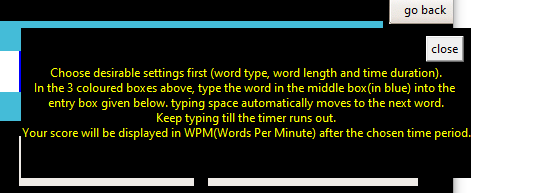 go back
close
Choose desirable settings first (word type, word length and time duration).
In the 3 coloured boxes above, type the word in the middle box(in blue) into the
entry box given below. typing space automatically moves to the next word.
Keep typing till the timer runs out.
Your score will be displayed in WPM(Words Per Minute) after the chosen time period.